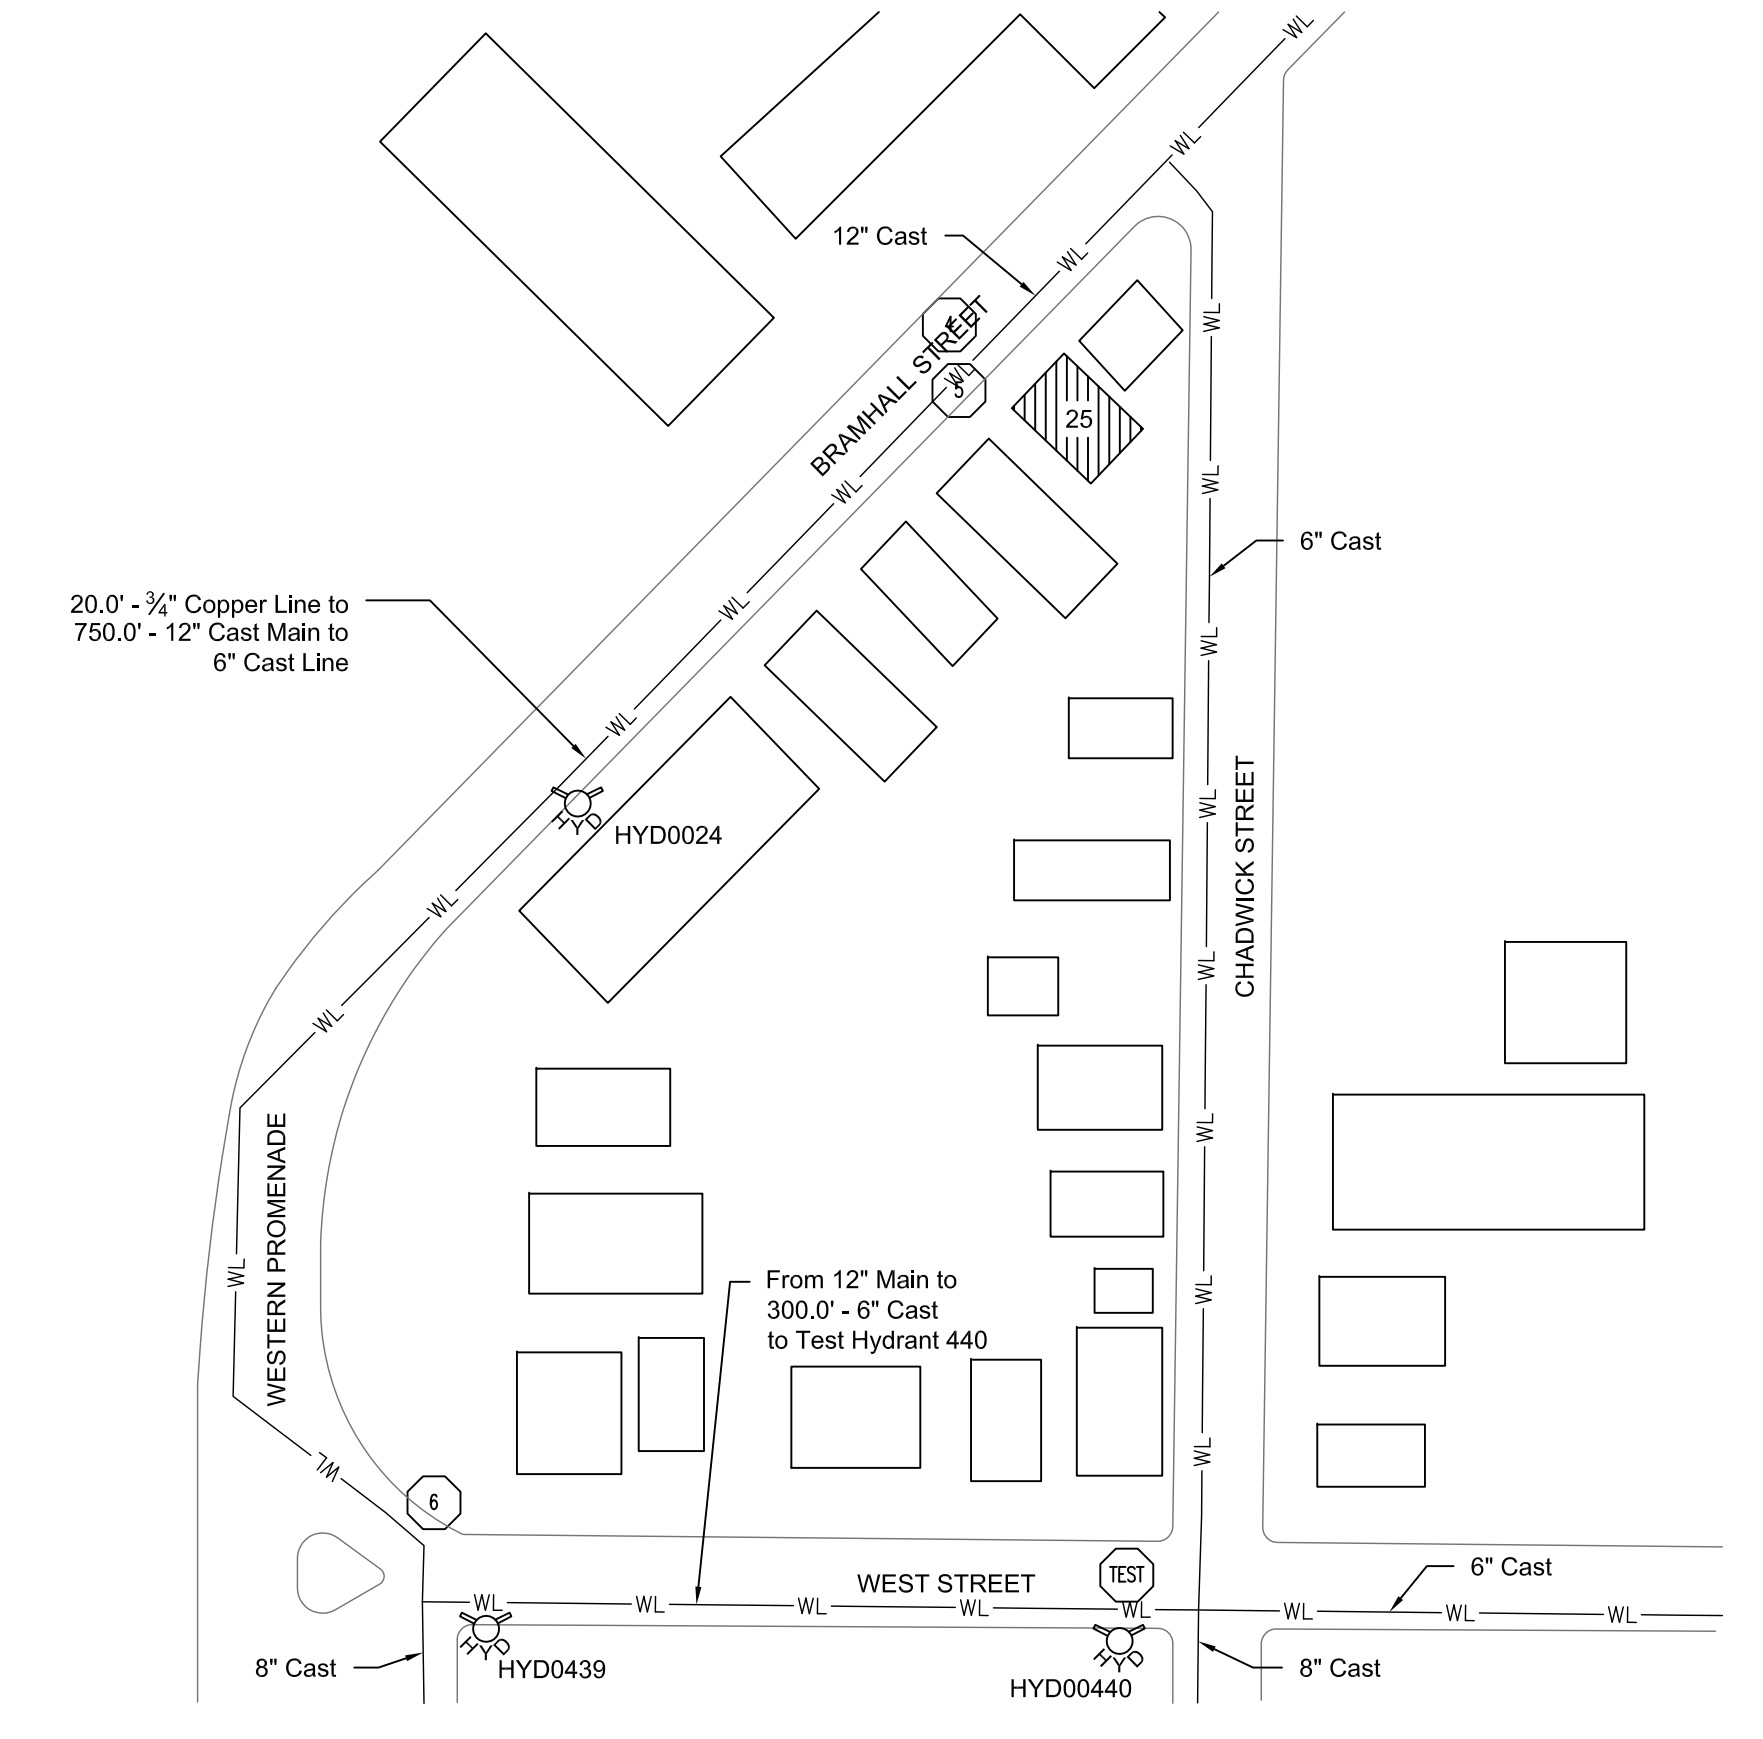 WL
WL
12" Cast
WL
WL
4
BRAMHALL STREET
WL
5
25
WL
WL
6" Cast
20.0' - ¾" Copper Line to
750.0' - 12" Cast Main to
6" Cast Line
WL
WL
WL
CHADWICK STREET
WL
HYD
HYD0024
WL
WL
WL
WESTERN PROMENADE
WL
WL
From 12" Main to
300.0' - 6" Cast
to Test Hydrant 440
WL
WL
WL
6
TEST
6" Cast
WEST STREET
WL
WL
WL
WL
WL
WL
WL
WL
HYD
HYD
8" Cast
HYD0439
HYD00440
8" Cast